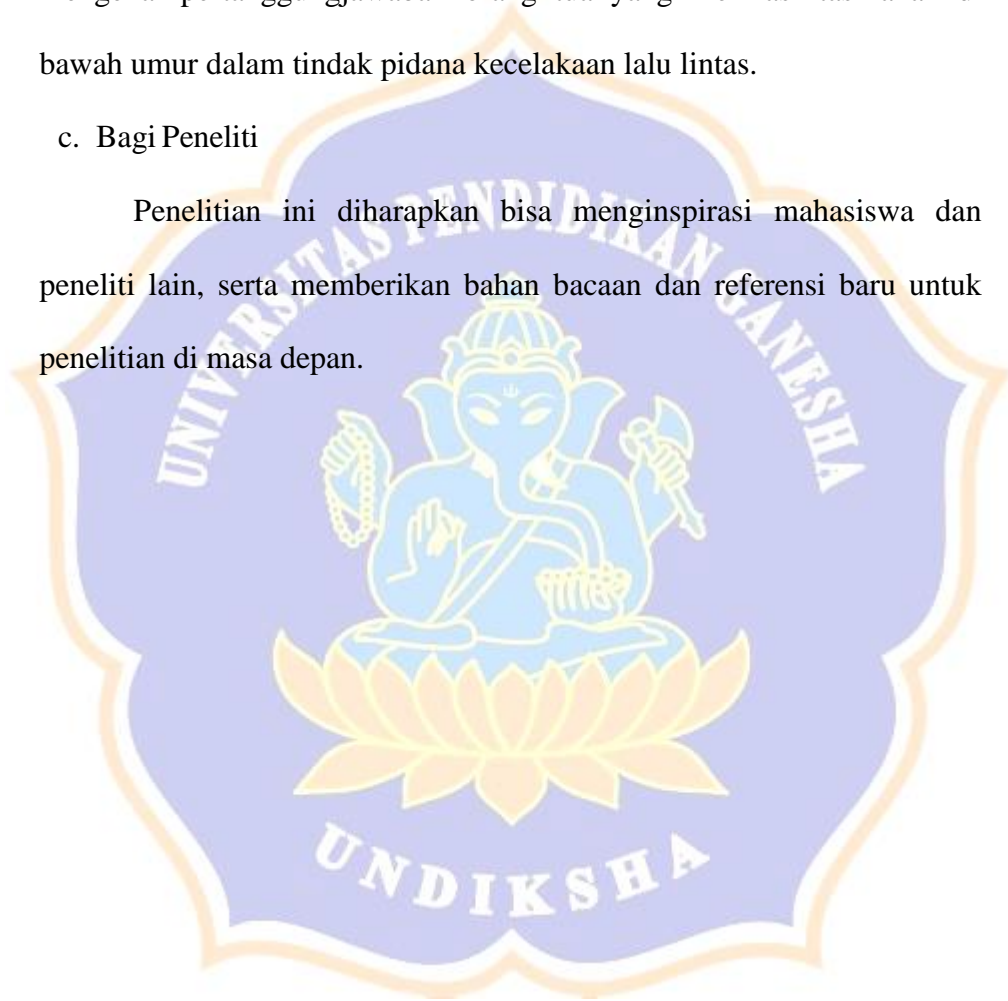 bawah umur dalam tindak pidana kecelakaan lalu lintas.
c. Bagi Peneliti
Penelitian ini diharapkan bisa menginspirasi mahasiswa dan
peneliti lain, serta memberikan bahan bacaan dan referensi baru untuk
penelitian di masa depan.
UNIVERSITAS PENDIDIKAN GANESHA
UNDIKSHA